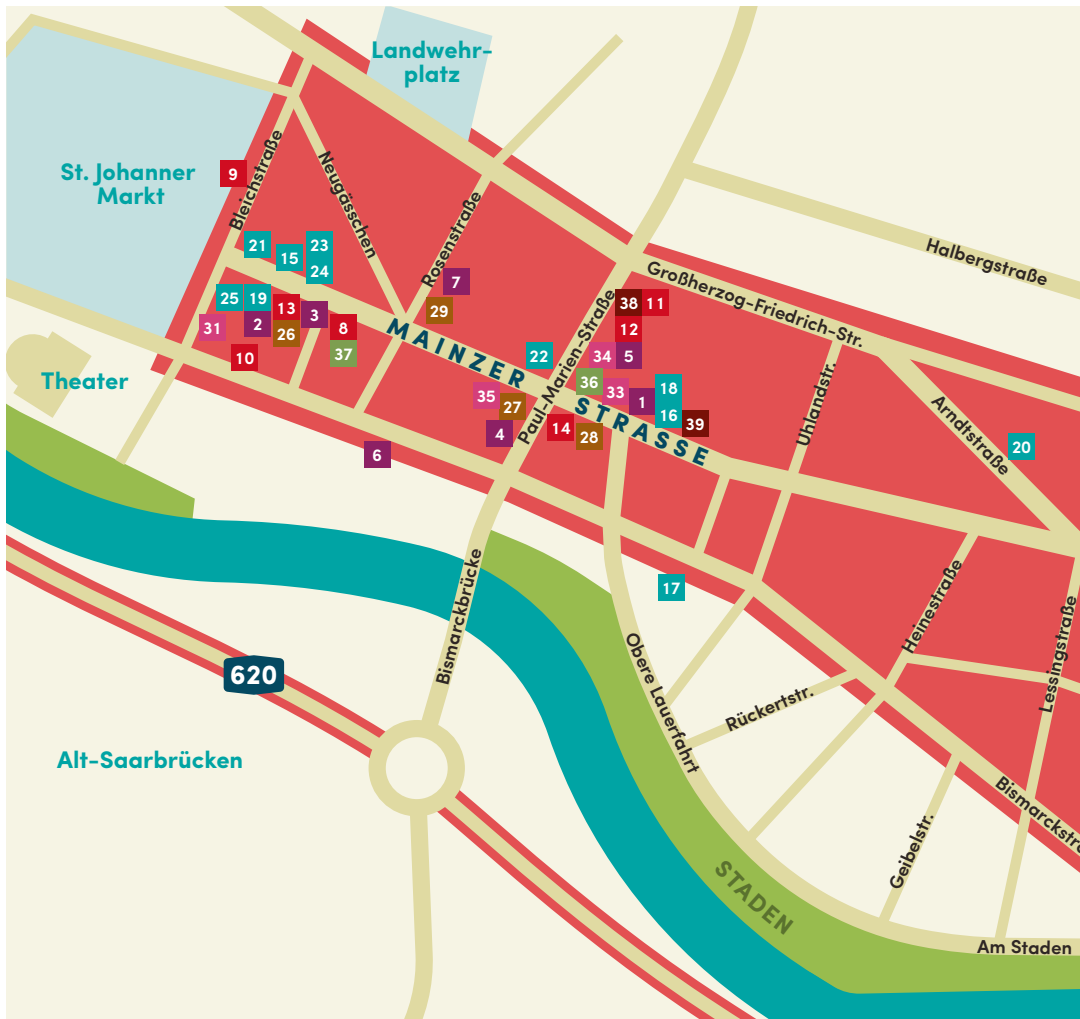 Landwehr-
platz
St. Johanner
Markt
9
Bleichstraße
Neugässchen
Rosenstraße
21
15
23
24
25
19
13
3
31
2
26
8
10
37
7
29
Halbergstraße
Großherzog-Friedrich-Str.
38
11
12
34
5
36
33
1
18
16
39
22
MAINZER STRASSE
Paul-Marien-Straße
35
27
4
14
28
6
Theater
Uhlandstr.
Arndtstraße
20
17
Bismarckbrücke
Heinestraße
Lessingstraße
Obere Lauerfahrt
Rückertstr.
620
Alt-Saarbrücken
Geibelstr.
STADEN
Am Staden